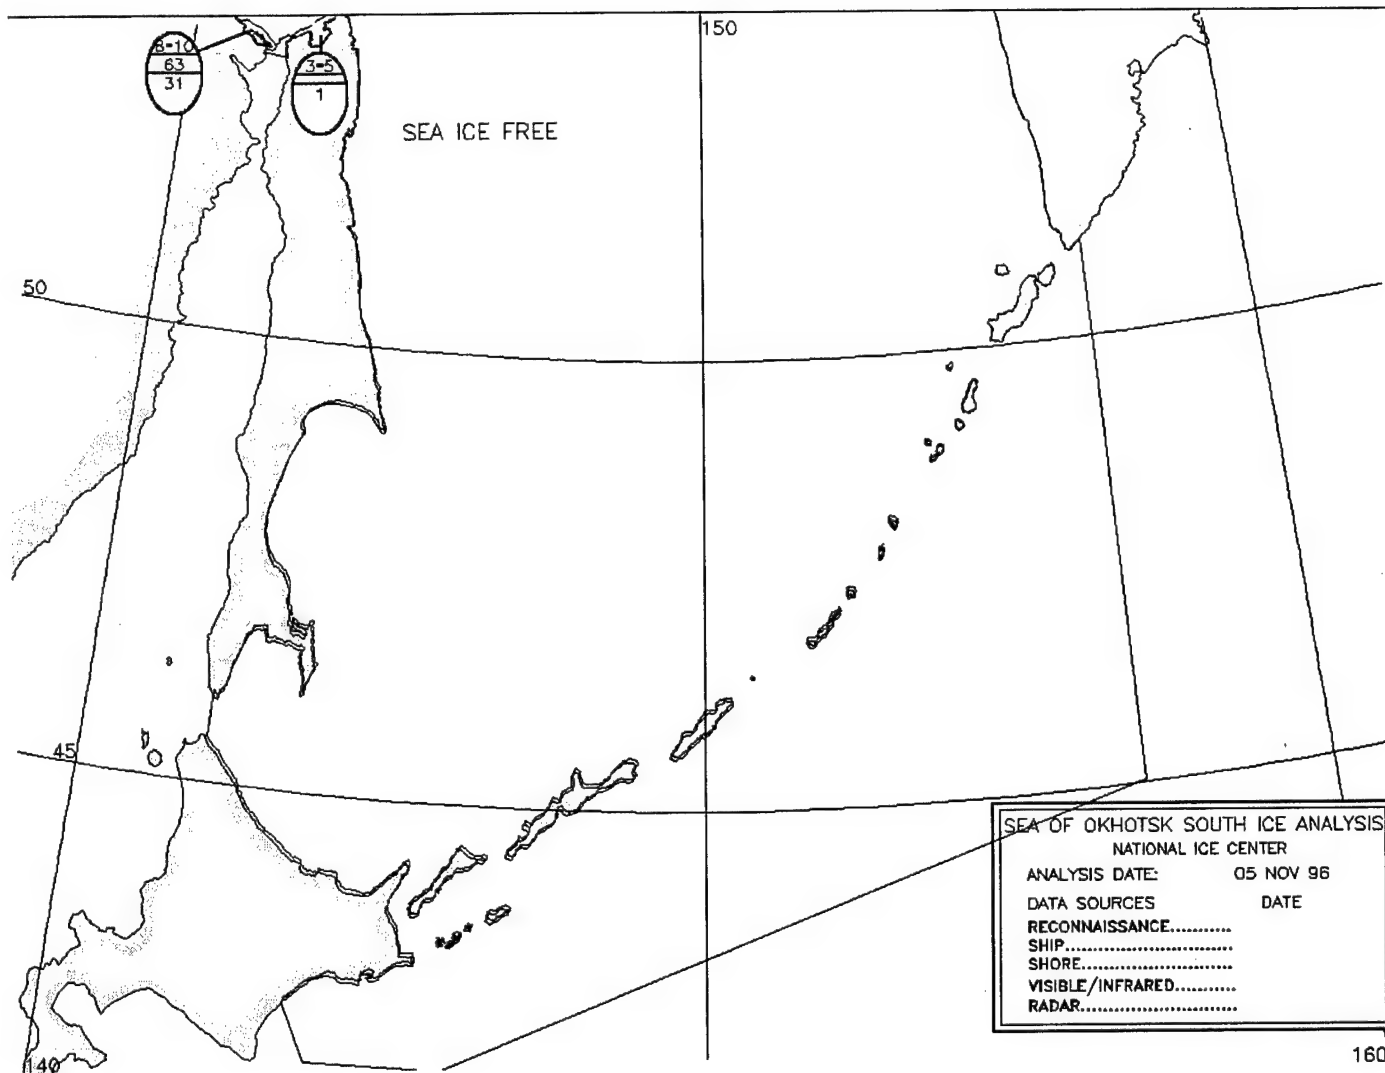 150
8-10
63
31
3-5
1
SEA ICE FREE
50
45
SEA OF OKHOTSK SOUTH ICE ANALYSIS
NATIONAL ICE CENTER
ANALYSIS DATE: 05 NOV 96
DATA SOURCES DATE
RECONNAISSANCE...........
SHIP..............................
SHORE...........................
VISIBLE/INFRARED...........
RADAR............................
140
160